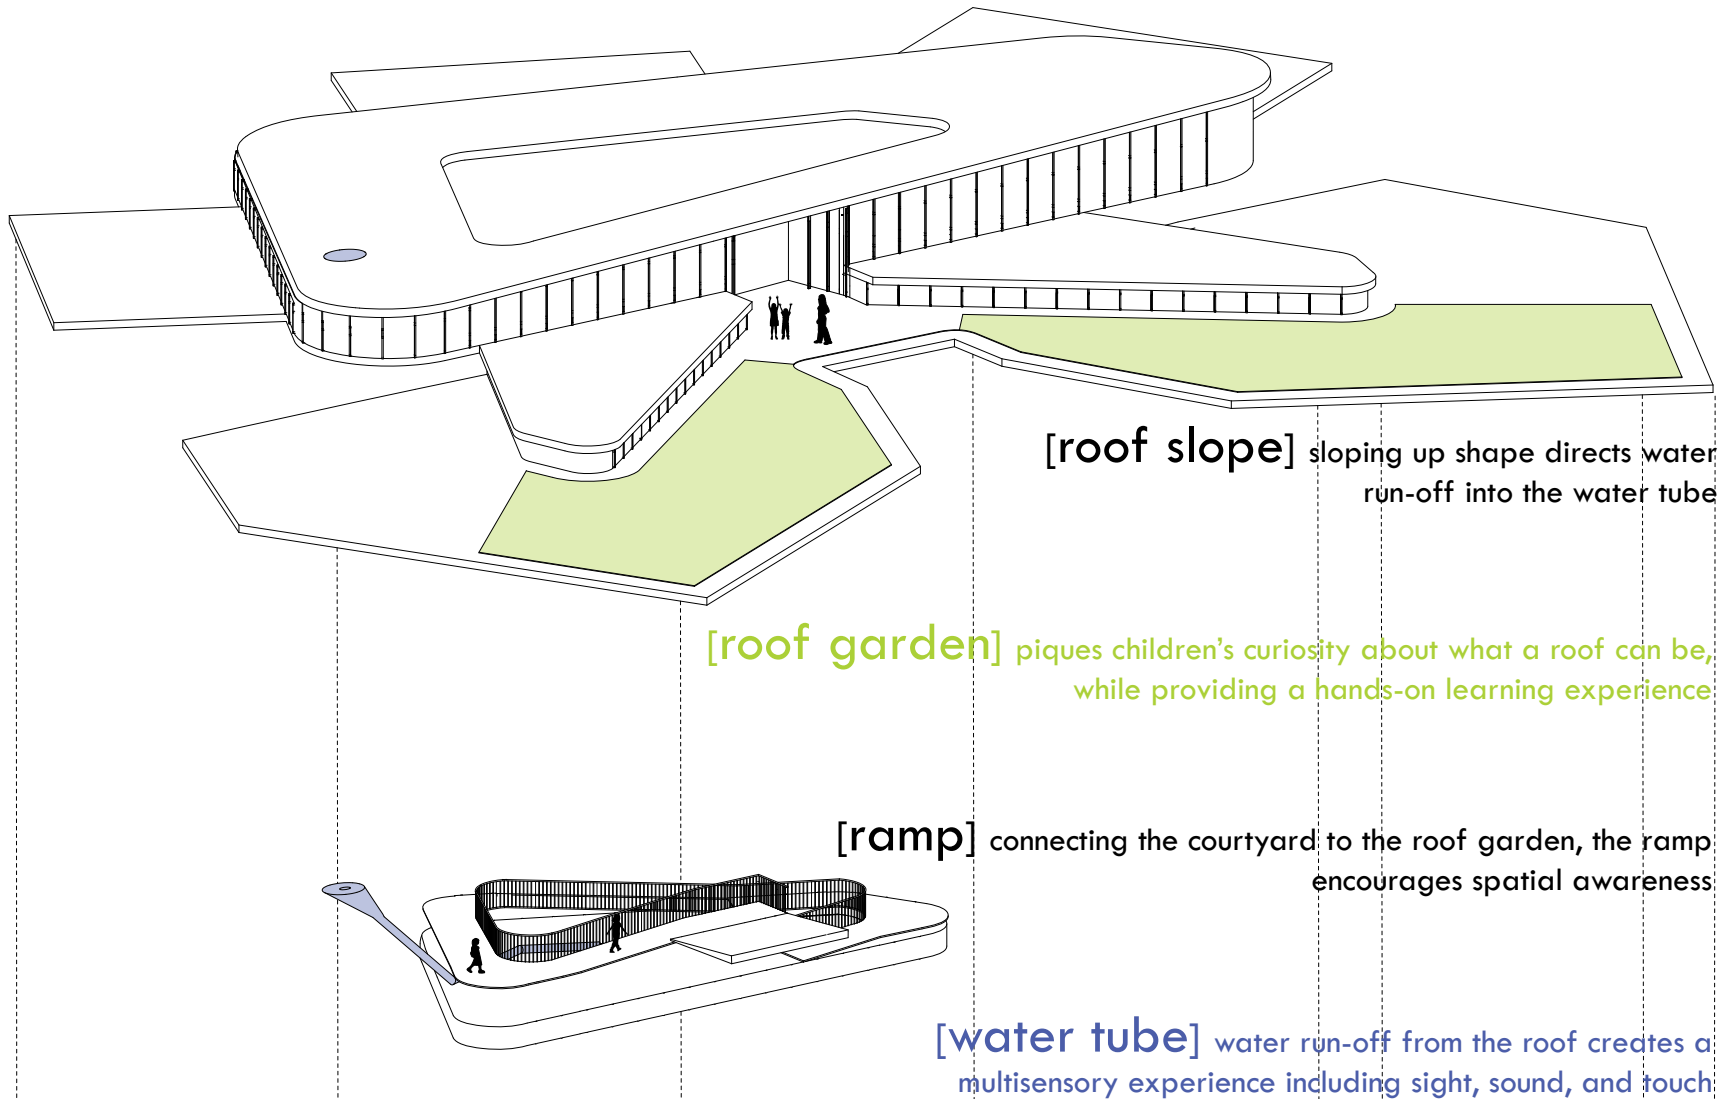 [roof slope] sloping up shape directs water
run-off into the water tube
[roof garden] piques children’s curiosity about what a roof can be,
while providing a hands-on learning experience
[ramp] connecting the courtyard to the roof garden, the ramp
encourages spatial awareness
[water tube] water run-off from the roof creates a
multisensory experience including sight, sound, and touch